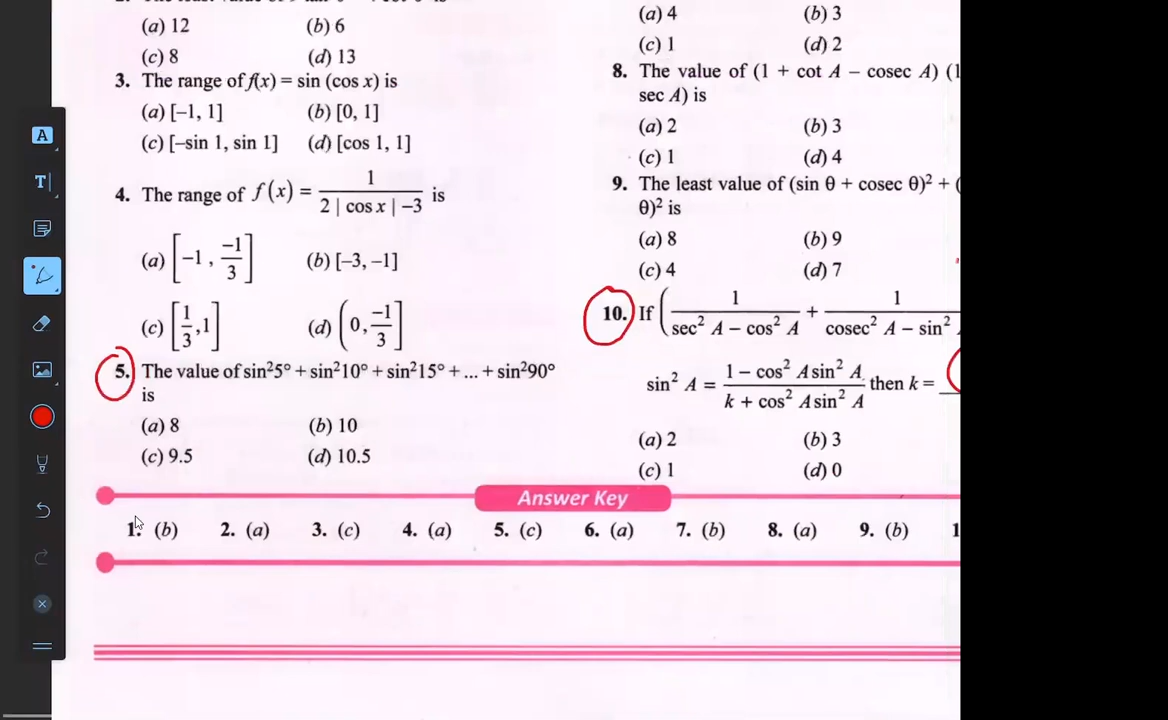 (a) 12 (b) 6
(c) 8 (d) 13
3. The range of f(x) = sin (cos x) is
(a) [−1, 1] (b) [0, 1]
(c) [−sin 1, sin 1] (d) [cos 1, 1]
4. The range of f(x) = 1 / (2 | cos x | −3) is
(a) [−1, −1/3] (b) [−3, −1]
(c) [1/3, 1] (d) (0, −1/3]
5. The value of sin²5° + sin²10° + sin²15° + ... + sin²90°
is
(a) 8 (b) 10
(c) 9.5 (d) 10.5
(a) 4 (b) 3
(c) 1 (d) 2
8. The value of (1 + cot A − cosec A) (1
sec A) is
(a) 2 (b) 3
(c) 1 (d) 4
9. The least value of (sin θ + cosec θ)² + (
θ)² is
(a) 8 (b) 9
(c) 4 (d) 7
10. If ( 1 / (sec² A − cos² A) + 1 / (cosec² A − sin²
sin² A = (1 − cos² A sin² A) / (k + cos² A sin² A) then k = __
(a) 2 (b) 3
(c) 1 (d) 0
Answer Key
1. (b) 2. (a) 3. (c) 4. (a) 5. (c) 6. (a) 7. (b) 8. (a) 9. (b) 1